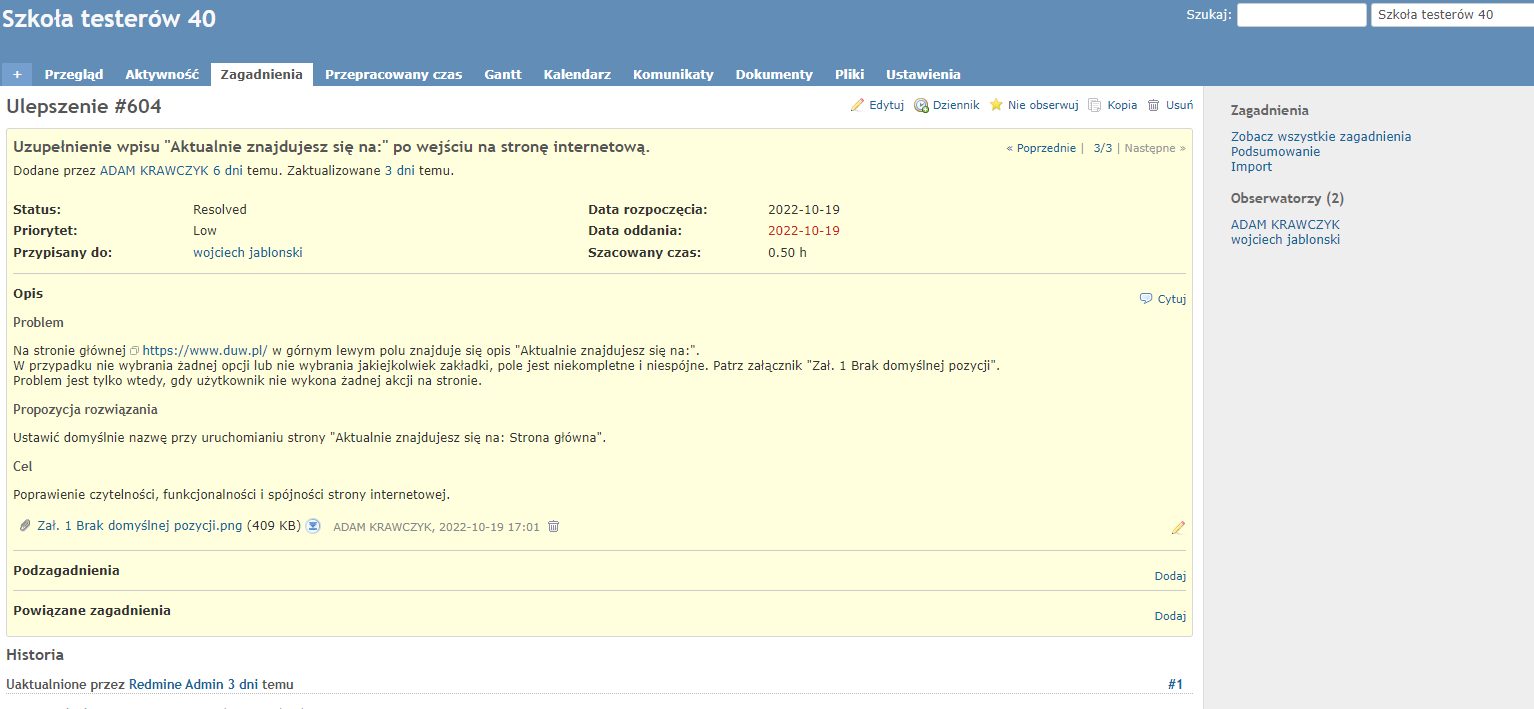 Szkoła testerów 40
Szukaj: Szkoła testerów 40
+ Przegląd Aktywność Zagadnienia Przepracowany czas Gantt Kalendarz Komunikaty Dokumenty Pliki Ustawienia
Ulepszenie #604
Edytuj Dziennik Nie obserwuj Kopia Usuń
Uzupełnienie wpisu "Aktualnie znajdujesz się na:" po wejściu na stronę internetową.
« Poprzednie | 3/3 | Następne »
Dodane przez ADAM KRAWCZYK 6 dni temu. Zaktualizowane 3 dni temu.
Status: Resolved Data rozpoczęcia: 2022-10-19
Priorytet: Low Data oddania: 2022-10-19
Przypisany do: wojciech jablonski Szacowany czas: 0.50 h
Opis
Cytuj
Problem
Na stronie głównej https://www.duw.pl/ w górnym lewym polu znajduje się opis "Aktualnie znajdujesz się na:".
W przypadku nie wybrania żadnej opcji lub nie wybrania jakiejkolwiek zakładki, pole jest niekompletne i niespójne. Patrz załącznik "Zał. 1 Brak domyślnej pozycji".
Problem jest tylko wtedy, gdy użytkownik nie wykona żadnej akcji na stronie.
Propozycja rozwiązania
Ustawić domyślnie nazwę przy uruchomianiu strony "Aktualnie znajdujesz się na: Strona główna".
Cel
Poprawienie czytelności, funkcjonalności i spójności strony internetowej.
Zał. 1 Brak domyślnej pozycji.png (409 KB) ADAM KRAWCZYK, 2022-10-19 17:01
Podzagadnienia
Dodaj
Powiązane zagadnienia
Dodaj
Historia
Uaktualnione przez Redmine Admin 3 dni temu #1
Zagadnienia
Zobacz wszystkie zagadnienia
Podsumowanie
Import
Obserwatorzy (2)
ADAM KRAWCZYK
wojciech jablonski